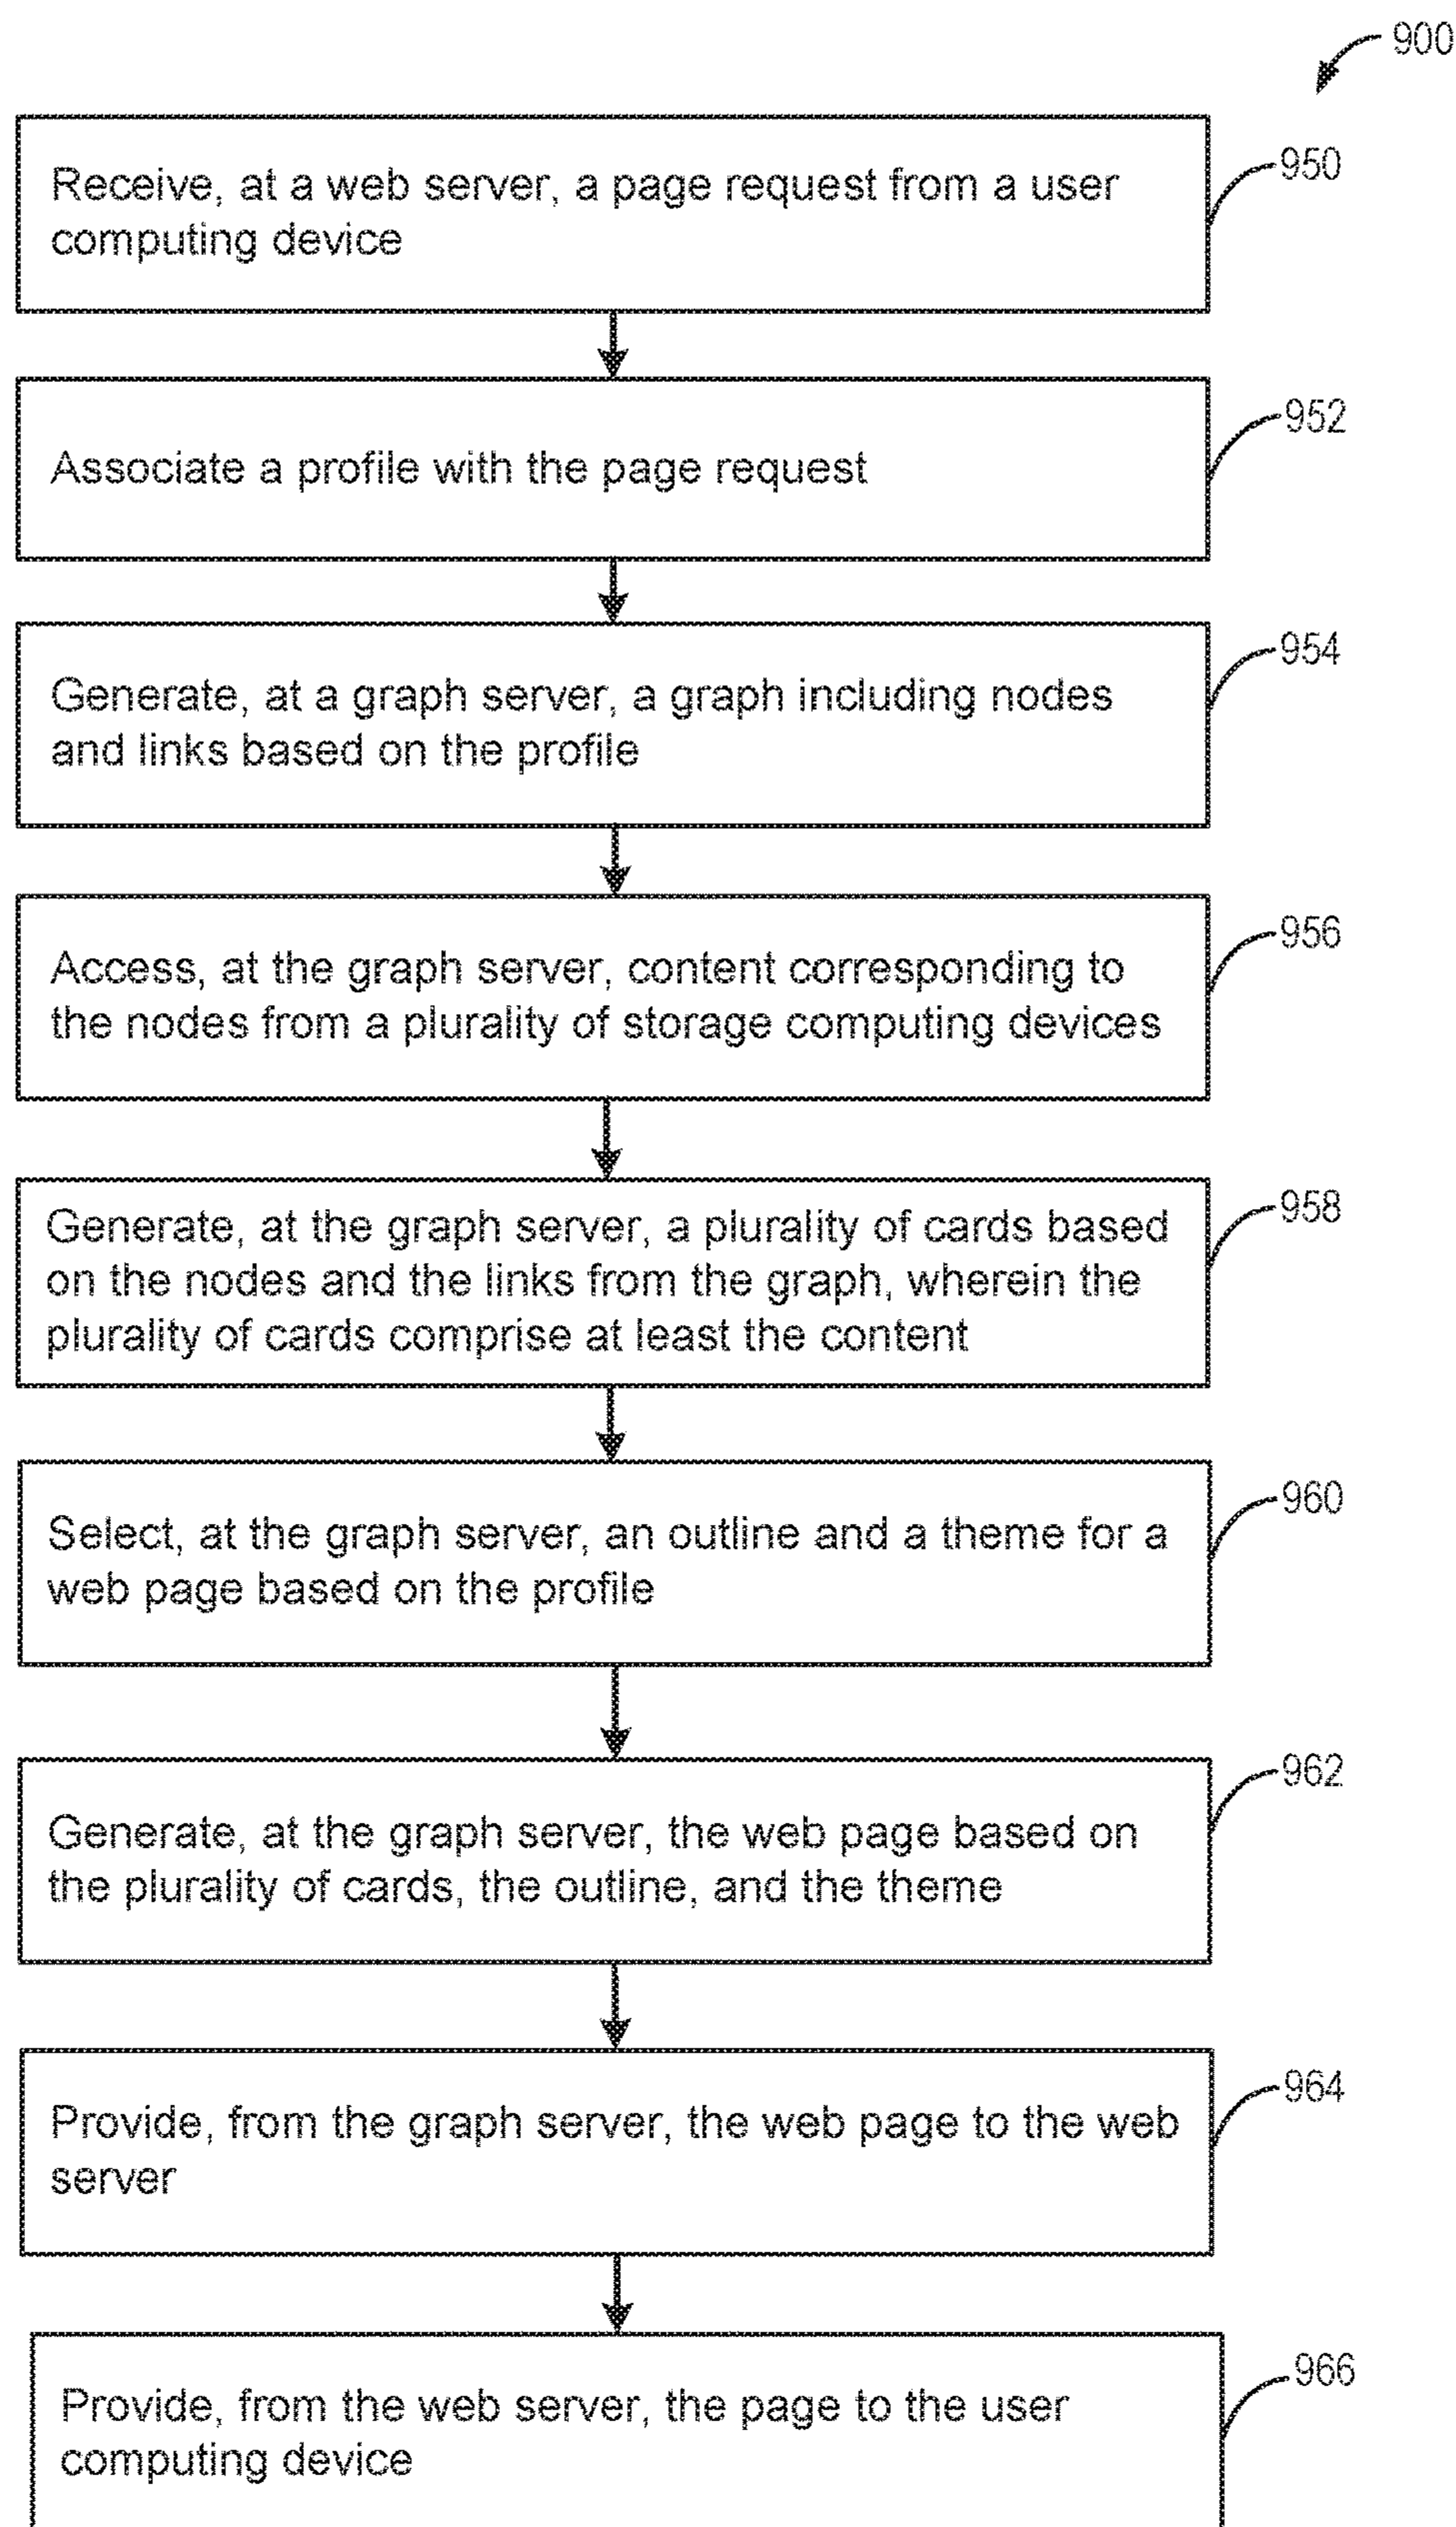 900
950
Receive, at a web server, a page request from a user
computing device
952
Associate a profile with the page request
954
Generate, at a graph server, a graph including nodes
and links based on the profile
956
Access, at the graph server, content corresponding to
the nodes from a plurality of storage computing devices
958
Generate, at the graph server, a plurality of cards based
on the nodes and the links from the graph, wherein the
plurality of cards comprise at least the content
960
Select, at the graph server, an outline and a theme for a
web page based on the profile
962
Generate, at the graph server, the web page based on
the plurality of cards, the outline, and the theme
964
Provide, from the graph server, the web page to the web
server
966
Provide, from the web server, the page to the user
computing device